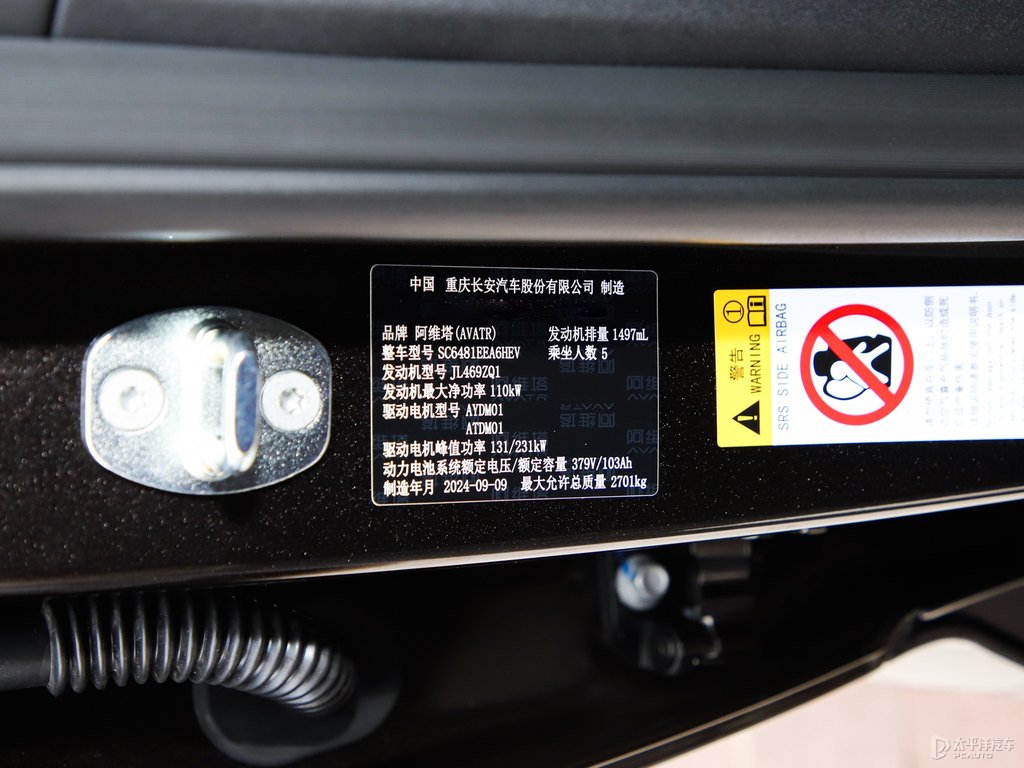 中国 重庆长安汽车股份有限公司 制造
品牌 阿维塔(AVATR) 发动机排量 1497mL
整车型号 SC6481EEA6HEV 乘坐人数 5
发动机型号 JL469ZQ1
发动机最大净功率 110kW
驱动电机型号 AYDM01
ATDM01
驱动电机峰值功率 131/231kW
动力电池系统额定电压/额定容量 379V/103Ah
制造年月 2024-09-09 最大允许总质量 2701kg
警告
WARNING
SRS SIDE AIRBAG
太平洋汽车
PCAUTO